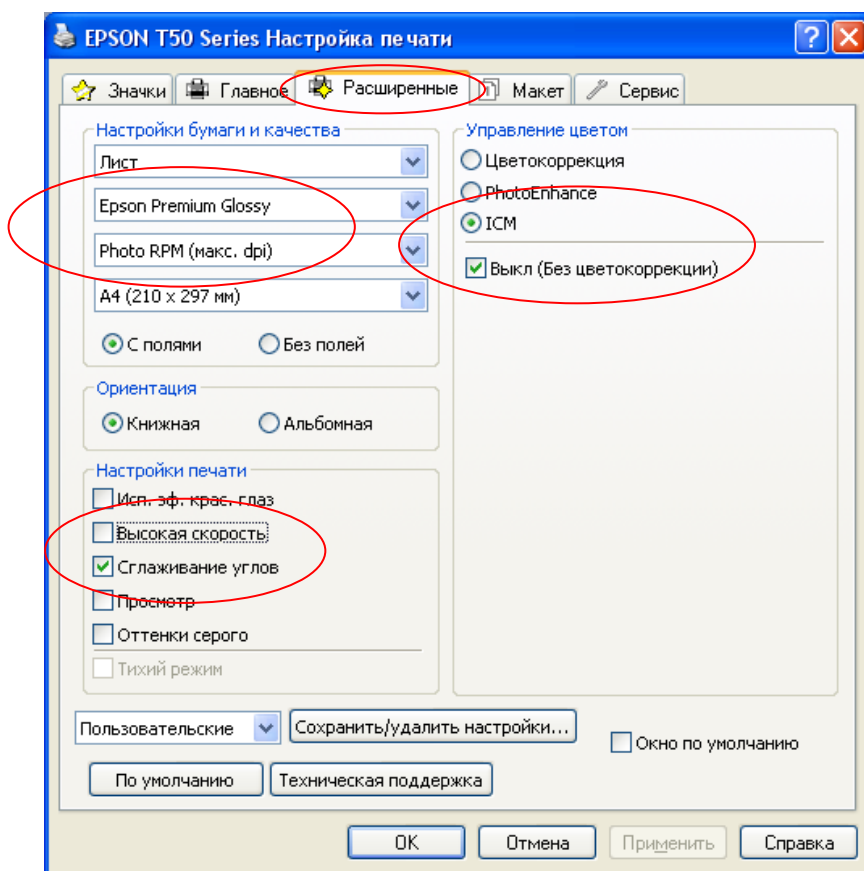 EPSON T50 Series Настройка печати
Значки Главное Расширенные Макет Сервис
Настройки бумаги и качества
Лист
Epson Premium Glossy
Photo RPM (макс. dpi)
A4 (210 x 297 мм)
С полями Без полей
Ориентация
Книжная Альбомная
Настройки печати
Исп. эф. крас. глаз
Высокая скорость
Сглаживание углов
Просмотр
Оттенки серого
Тихий режим
Управление цветом
Цветокоррекция
PhotoEnhance
ICM
Выкл (Без цветокоррекции)
Пользовательские Сохранить/удалить настройки... Окно по умолчанию
По умолчанию Техническая поддержка
OK Отмена Применить Справка